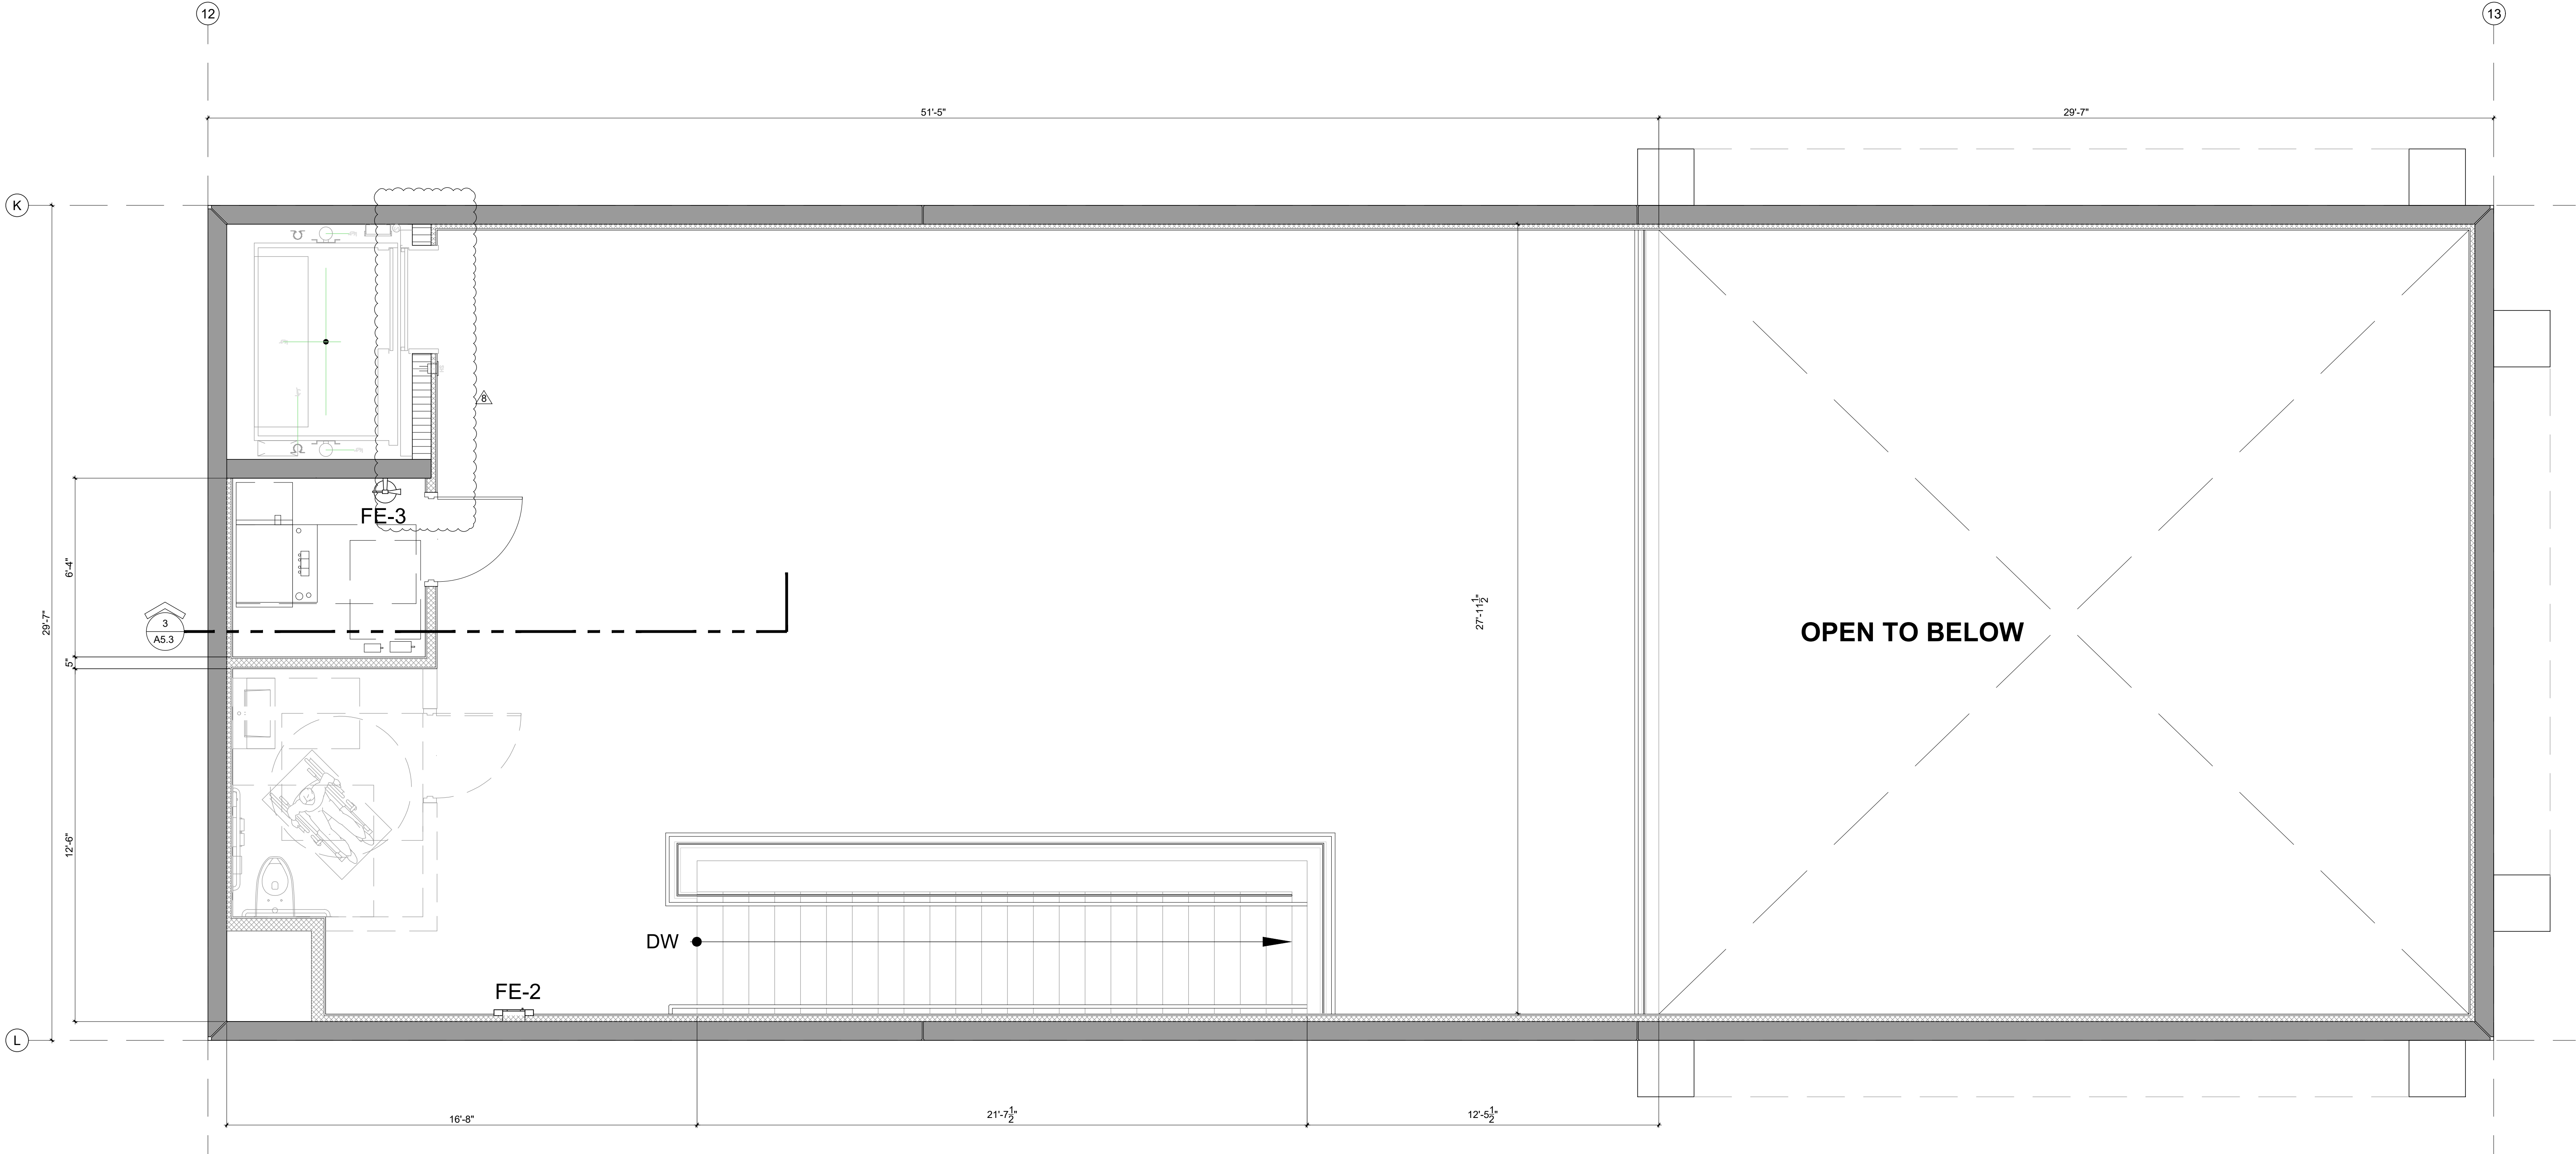 12
13
51'-5"
29'-7"
K
8
FE-3
6'-4"
29'-7"
3
A5.3
27'-11 1/2"
OPEN TO BELOW
5"
12'-6"
DW
FE-2
L
16'-8"
21'-7 1/2"
12'-5 1/2"